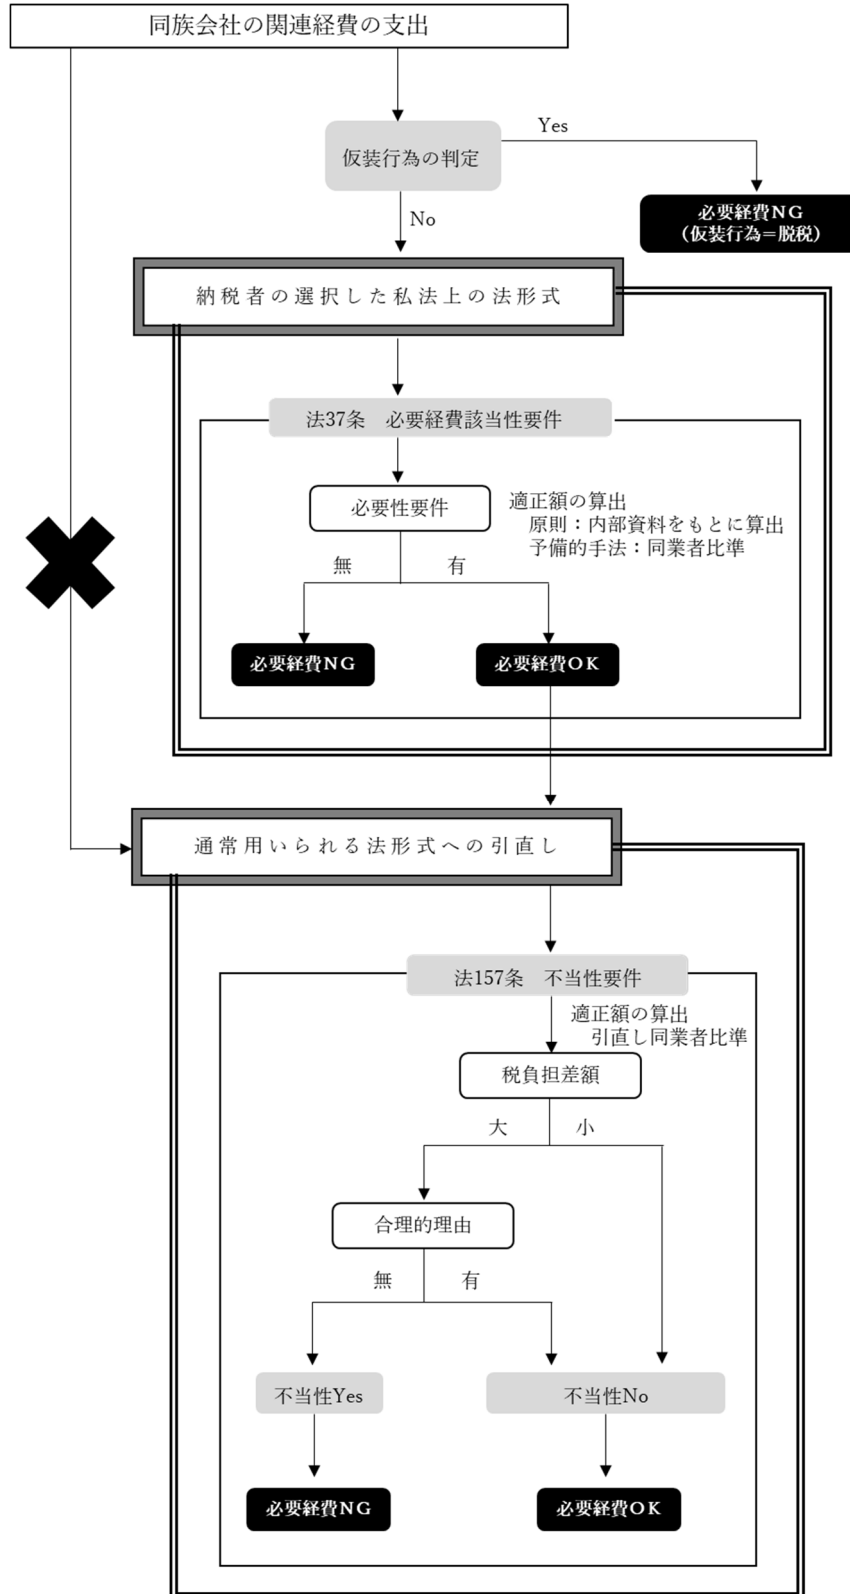 同族会社の関連経費の支出
仮装行為の判定
Yes
必要経費NG
(仮装行為＝脱税)
No
納税者の選択した私法上の法形式
法37条　必要経費該当性要件
必要性要件
適正額の算出
原則：内部資料をもとに算出
予備的手法：同業者比準
無
有
必要経費NG
必要経費OK
通常用いられる法形式への引直し
法157条　不当性要件
適正額の算出
引直し同業者比準
税負担差額
大
小
合理的理由
無
有
不当性Yes
不当性No
必要経費NG
必要経費OK